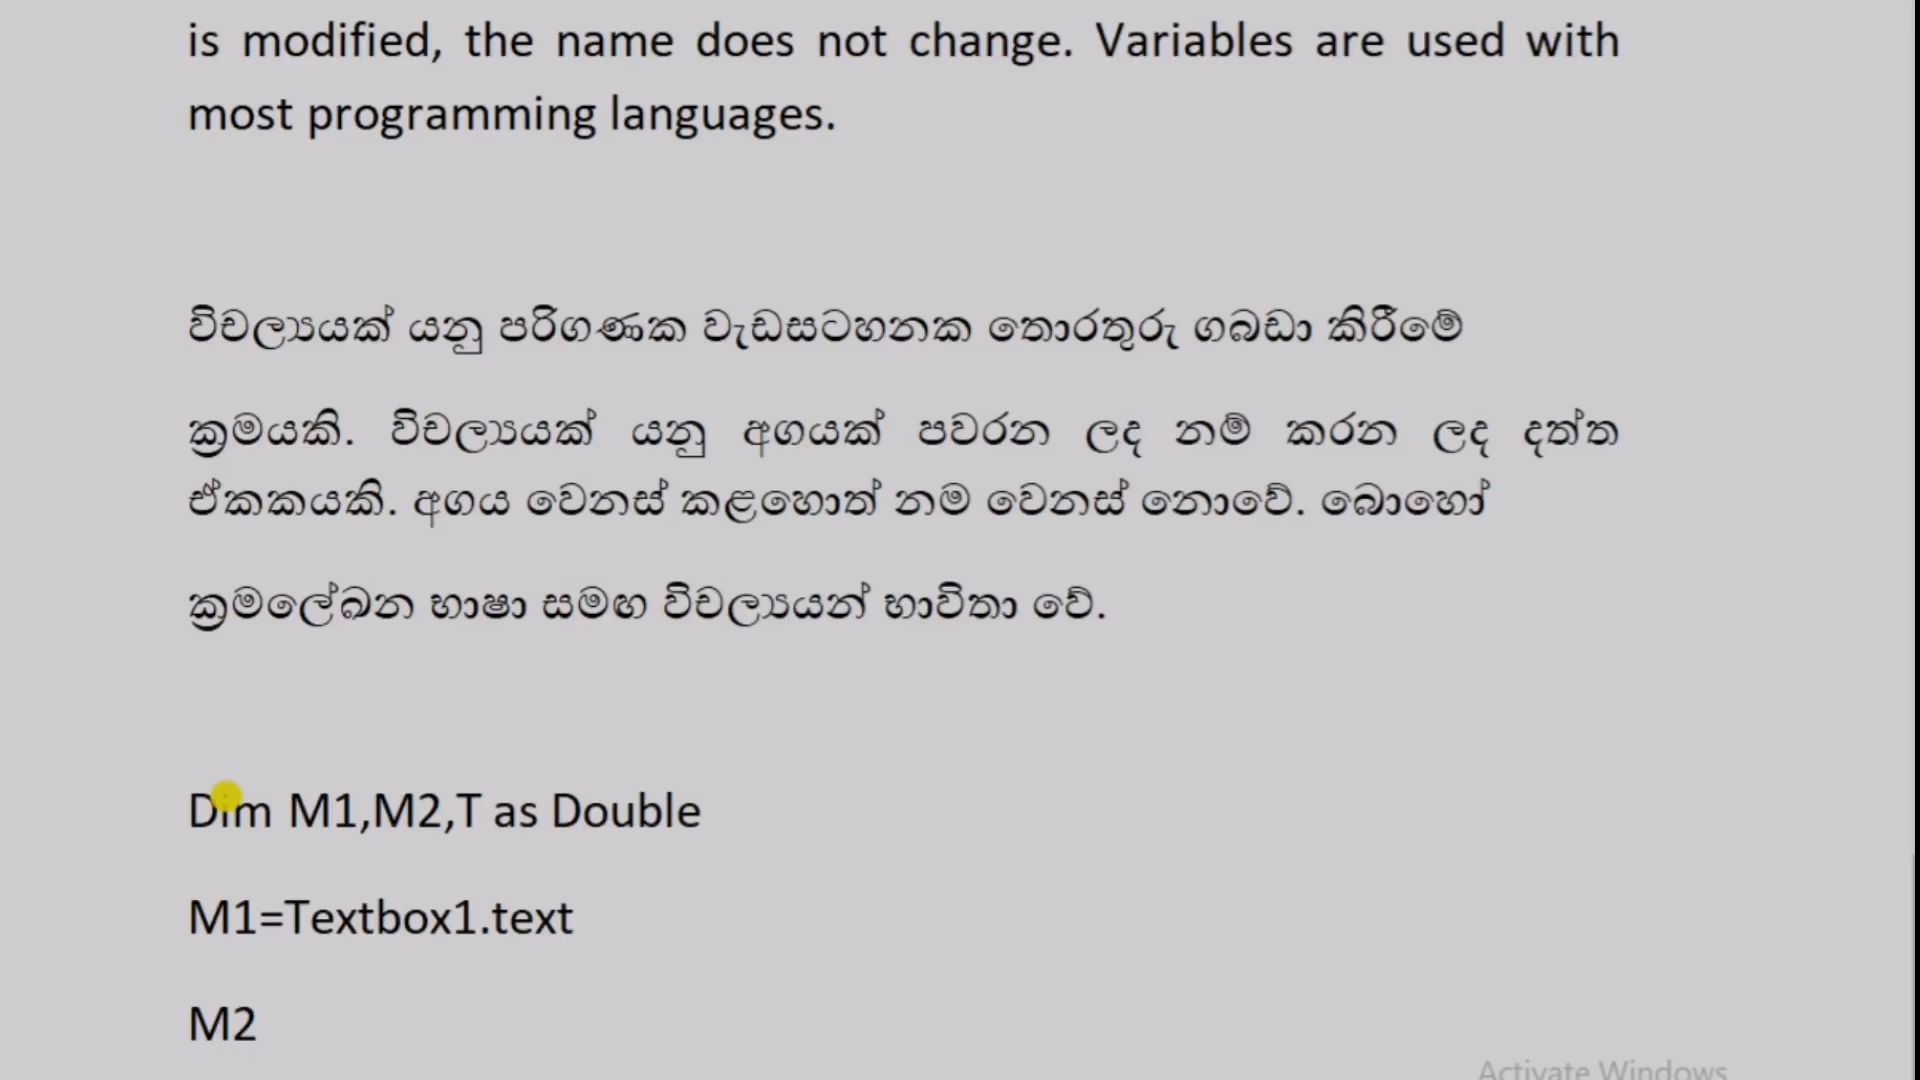 is modified, the name does not change. Variables are used with
most programming languages.
විචල්‍යයක් යනු පරිගණක වැඩසටහනක තොරතුරු ගබඩා කිරීමේ
ක්‍රමයකි. විචල්‍යයක් යනු අගයක් පවරන ලද නම් කරන ලද දත්ත
ඒකකයකි. අගය වෙනස් කළහොත් නම වෙනස් නොවේ. බොහෝ
ක්‍රමලේඛන භාෂා සමඟ විචල්‍යයන් භාවිතා වේ.
Dim M1,M2,T as Double
M1=Textbox1.text
M2
Activate Windows